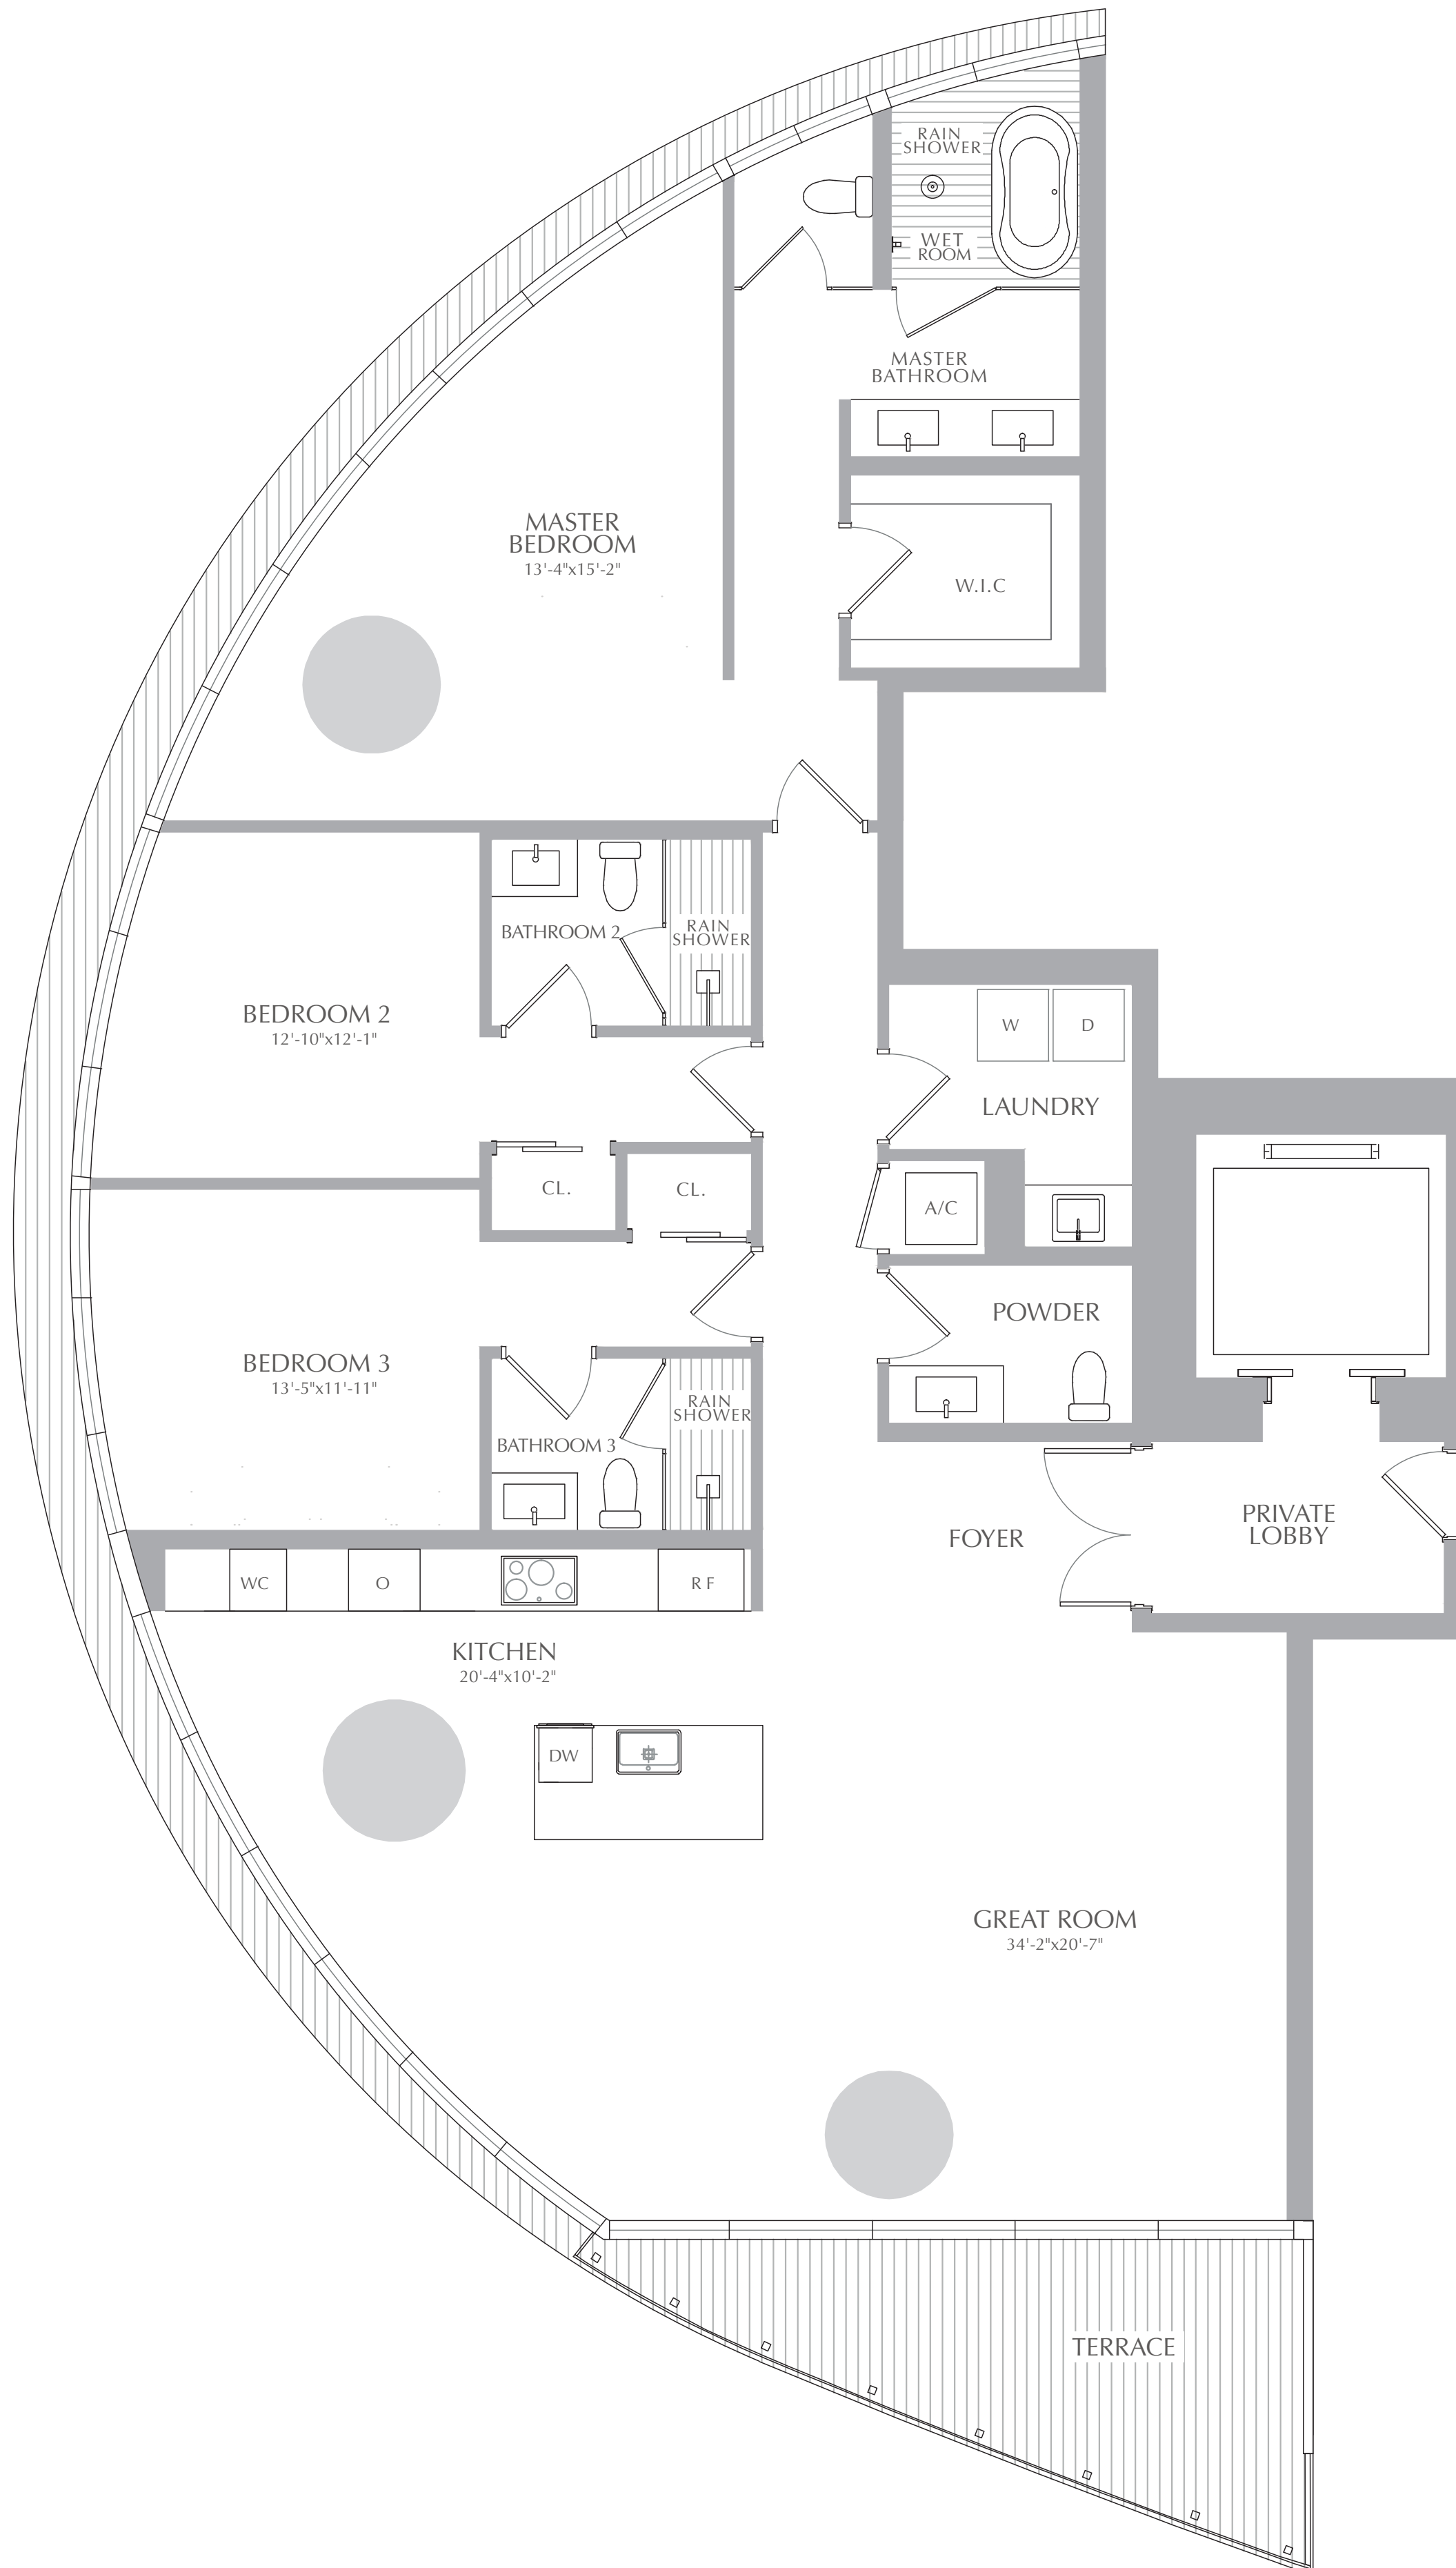 RAIN
SHOWER
WET
ROOM
MASTER
BATHROOM
MASTER
BEDROOM
13'-4"x15'-2"
W.I.C
BATHROOM 2
RAIN
SHOWER
BEDROOM 2
12'-10"x12'-1"
W
D
LAUNDRY
CL.
CL.
A/C
POWDER
BEDROOM 3
13'-5"x11'-11"
RAIN
SHOWER
BATHROOM 3
FOYER
PRIVATE
LOBBY
WC
O
R F
KITCHEN
20'-4"x10'-2"
DW
GREAT ROOM
34'-2"x20'-7"
TERRACE